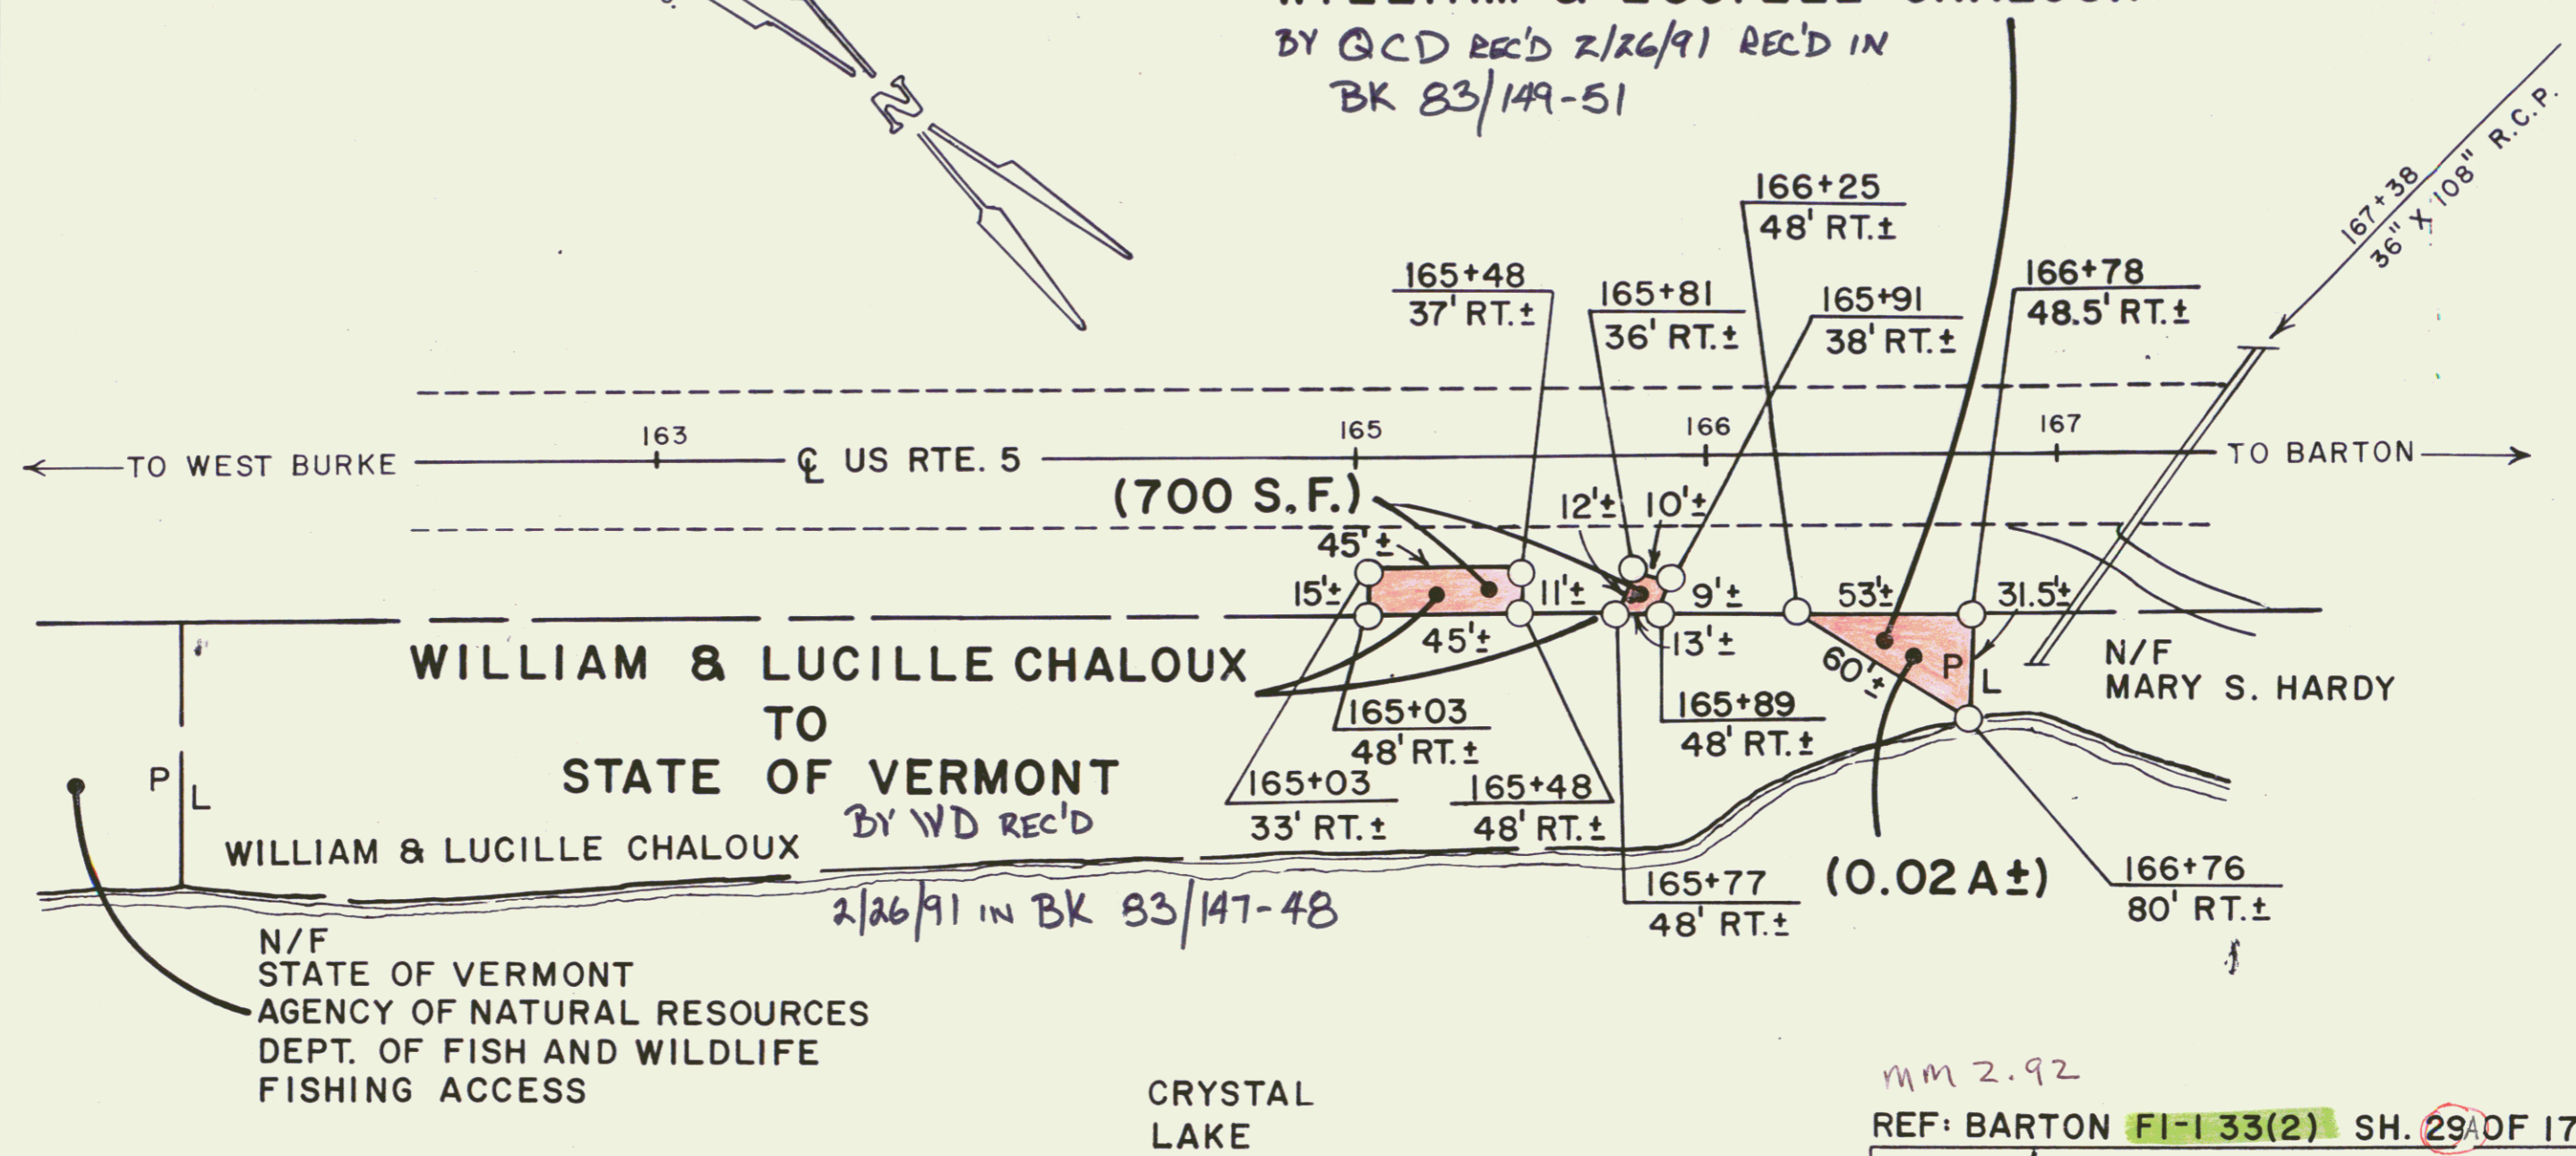 BY QCD REC'D 2/26/91 REC'D IN
BK 83/149-51
N
167+38
36" X 108" R.C.P.
166+25
48' RT.±
165+48
37' RT.±
165+81
36' RT.±
165+91
38' RT.±
166+78
48.5' RT.±
163
165
166
167
TO WEST BURKE
℄ US RTE. 5
TO BARTON
(700 S.F.)
12'±
10'±
45'±
15'±
11'±
9'±
53'±
31.5'±
45'±
13'±
60'±
P
L
WILLIAM & LUCILLE CHALOUX
TO
STATE OF VERMONT
BY WD REC'D
2/26/91 IN BK 83/147-48
N/F
MARY S. HARDY
165+03
48' RT.±
165+89
48' RT.±
165+03
33' RT.±
165+48
48' RT.±
P
L
WILLIAM & LUCILLE CHALOUX
165+77
48' RT.±
(0.02 A±)
166+76
80' RT.±
N/F
STATE OF VERMONT
AGENCY OF NATURAL RESOURCES
DEPT. OF FISH AND WILDLIFE
FISHING ACCESS
CRYSTAL
LAKE
MM 2.92
REF: BARTON FI-I 33(2) SH. 29A OF 17